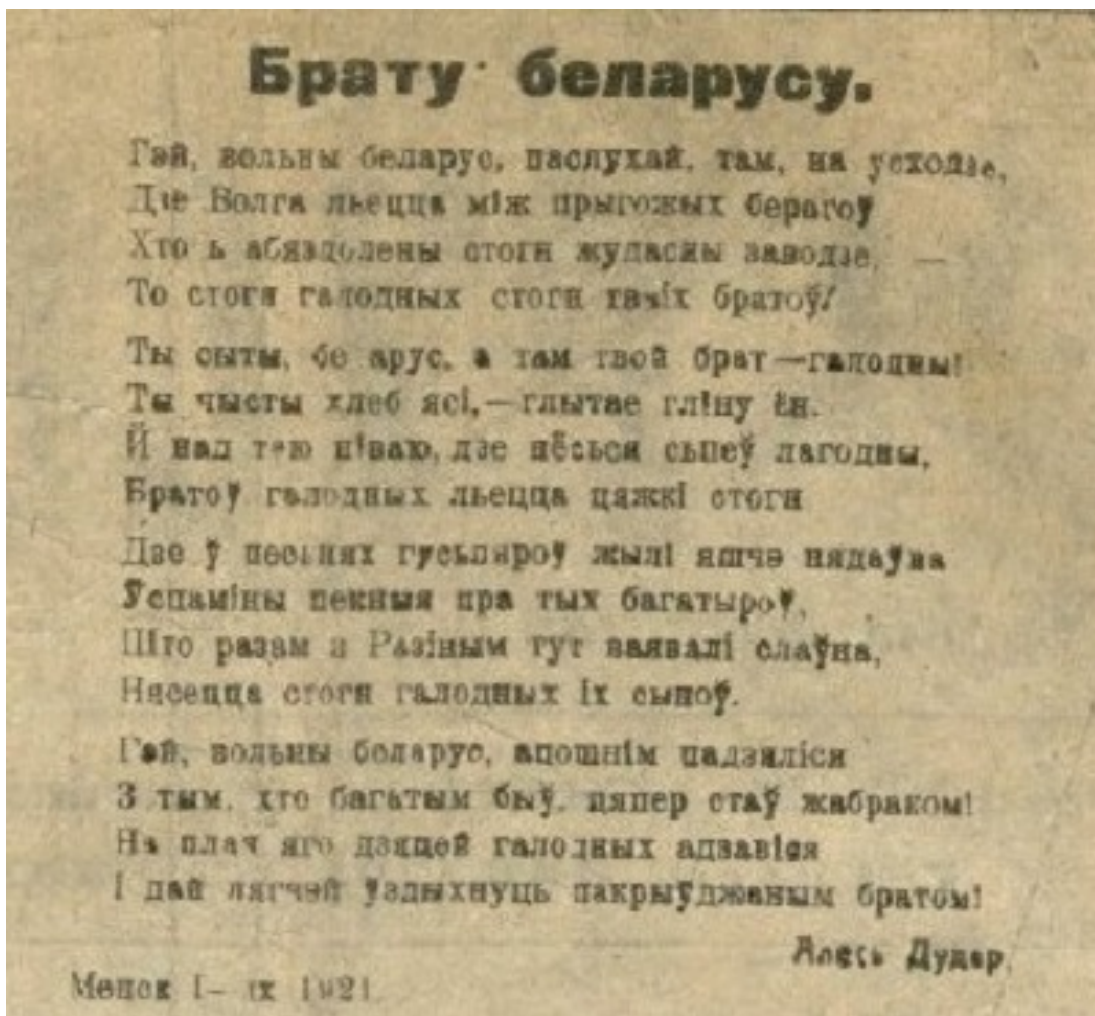 Брату беларусу.
Гэй, вольны беларус, паслухай, там, на усходзе,
Дзе Волга льецца між прыгожых берагоў
Хто ь абяздолены стогн жудасны заводзе, —
То стогн галодных стогн тваіх братоў!
Ты сыты, беларус, а там твой брат—галодны!
Ты чысты хлеб ясі,—глытае гліну ён.
Й над тэю ніваю, дзе нёсься сьпеў лагодны,
Братоў галодных льецца цяжкі стогн
Дзе ў песьнях гусьляроў жылі яшчэ нядаўна
Ўспаміны пекныя пра тых багатыроў,
Што разам з Разіным тут ваявалі слаўна,
Нясецца стогн галодных іх сыноў.
Гэй, вольны беларус, апошнім падзяліся
З тым, хто багатым быў, цяпер стаў жабраком!
На плач яго дзяцей галодных адзавіся
І дай лягчэй ўздыхнуць пакрыўджаным братом!
Алесь Дудар.
Менск 1—ІХ 1921